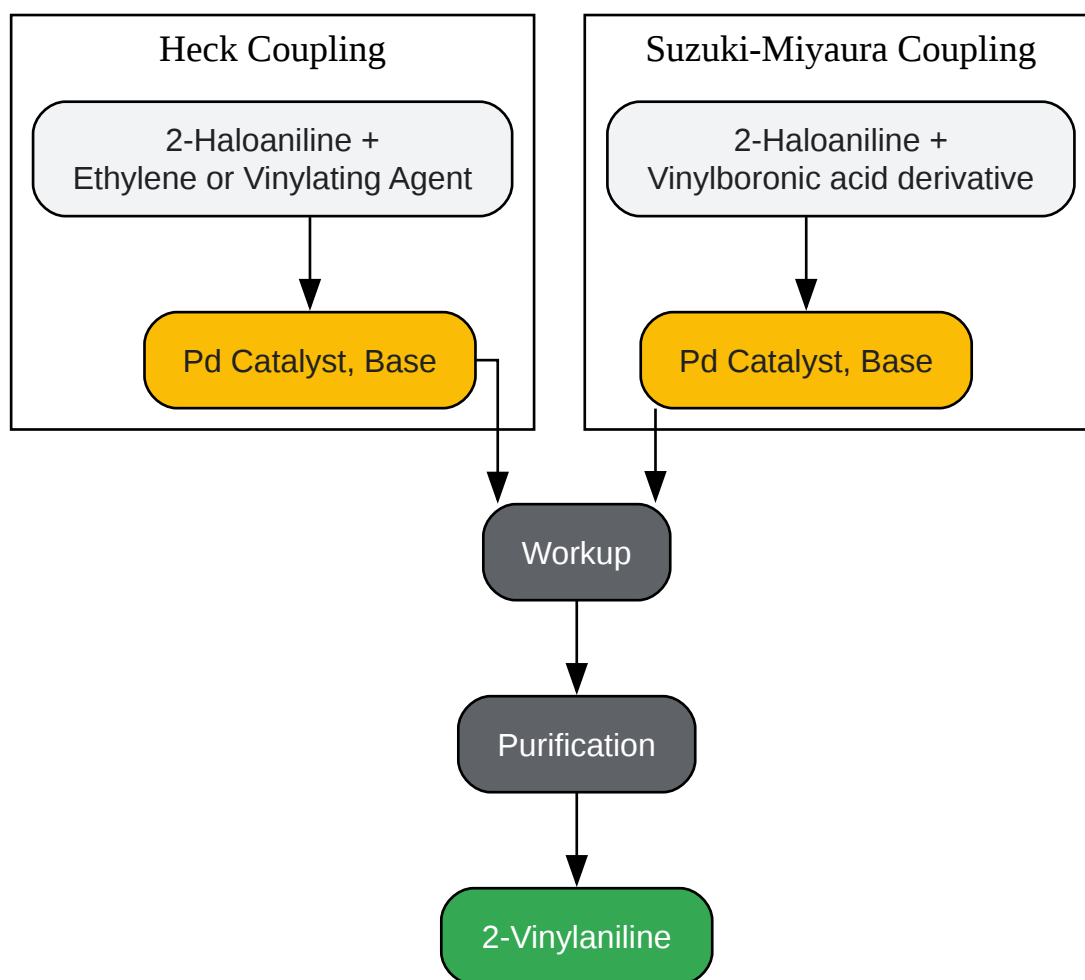 Heck Coupling
2-Haloaniline +
Ethylene or Vinylating Agent
Pd Catalyst, Base
Suzuki-Miyaura Coupling
2-Haloaniline +
Vinylboronic acid derivative
Pd Catalyst, Base
Workup
Purification
2-Vinylaniline